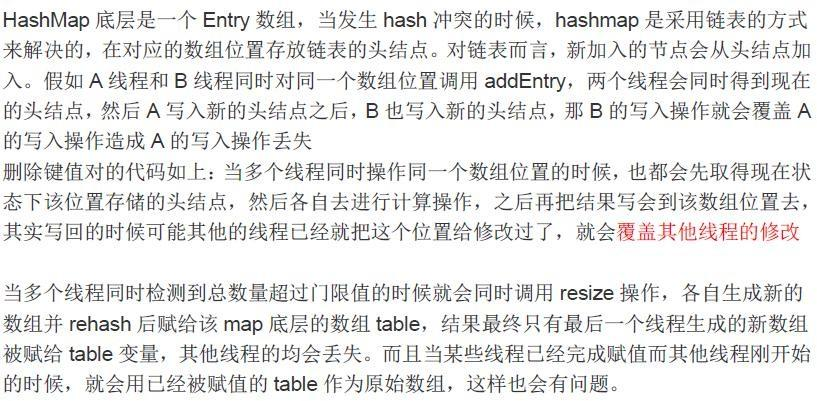 HashMap 底层是一个 Entry 数组，当发生 hash 冲突的时候，hashmap 是采用链表的方式
来解决的，在对应的数组位置存放链表的头结点。对链表而言，新加入的节点会从头结点加
入。假如 A 线程和 B 线程同时对同一个数组位置调用 addEntry，两个线程会同时得到现在
的头结点，然后 A 写入新的头结点之后，B 也写入新的头结点，那 B 的写入操作就会覆盖 A
的写入操作造成 A 的写入操作丢失
删除键值对的代码如上：当多个线程同时操作同一个数组位置的时候，也都会先取得现在状
态下该位置存储的头结点，然后各自去进行计算操作，之后再把结果写会到该数组位置去，
其实写回的时候可能其他的线程已经就把这个位置给修改过了，就会覆盖其他线程的修改
当多个线程同时检测到总数量超过门限值的时候就会同时调用 resize 操作，各自生成新的
数组并 rehash 后赋给该 map 底层的数组 table，结果最终只有最后一个线程生成的新数组
被赋给 table 变量，其他线程的均会丢失。而且当某些线程已经完成赋值而其他线程刚开始
的时候，就会用已经被赋值的 table 作为原始数组，这样也会有问题。